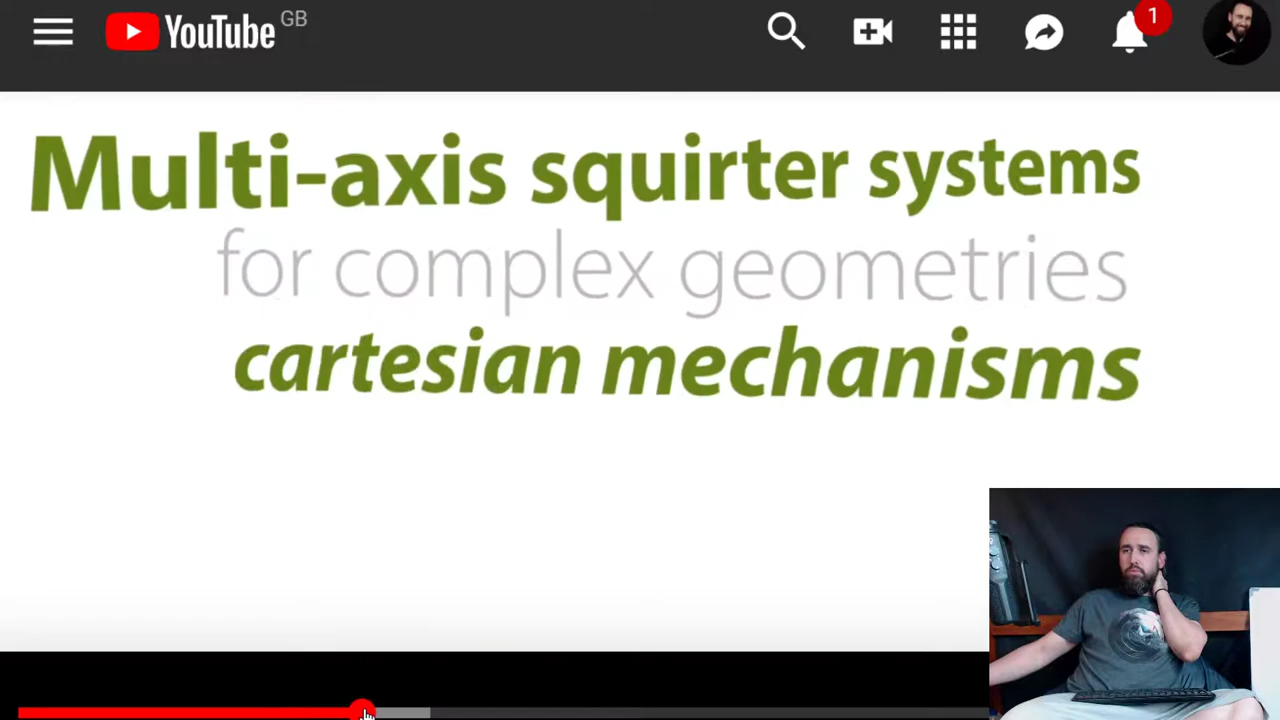 YouTube GB
1
Multi-axis squirter systems
for complex geometries
cartesian mechanisms